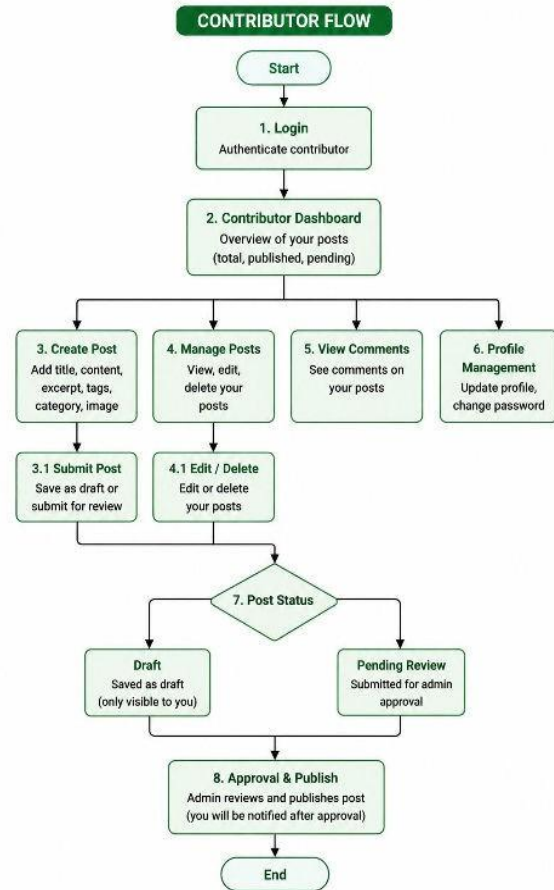 CONTRIBUTOR FLOW
Start
1. Login
Authenticate contributor
2. Contributor Dashboard
Overview of your posts
(total, published, pending)
3. Create Post
Add title, content,
excerpt, tags,
category, image
4. Manage Posts
View, edit,
delete your
posts
5. View Comments
See comments on
your posts
6. Profile
Management
Update profile,
change password
3.1 Submit Post
Save as draft or
submit for review
4.1 Edit / Delete
Edit or delete
your posts
7. Post Status
Draft
Saved as draft
(only visible to you)
Pending Review
Submitted for admin
approval
8. Approval & Publish
Admin reviews and publishes post
(you will be notified after approval)
End